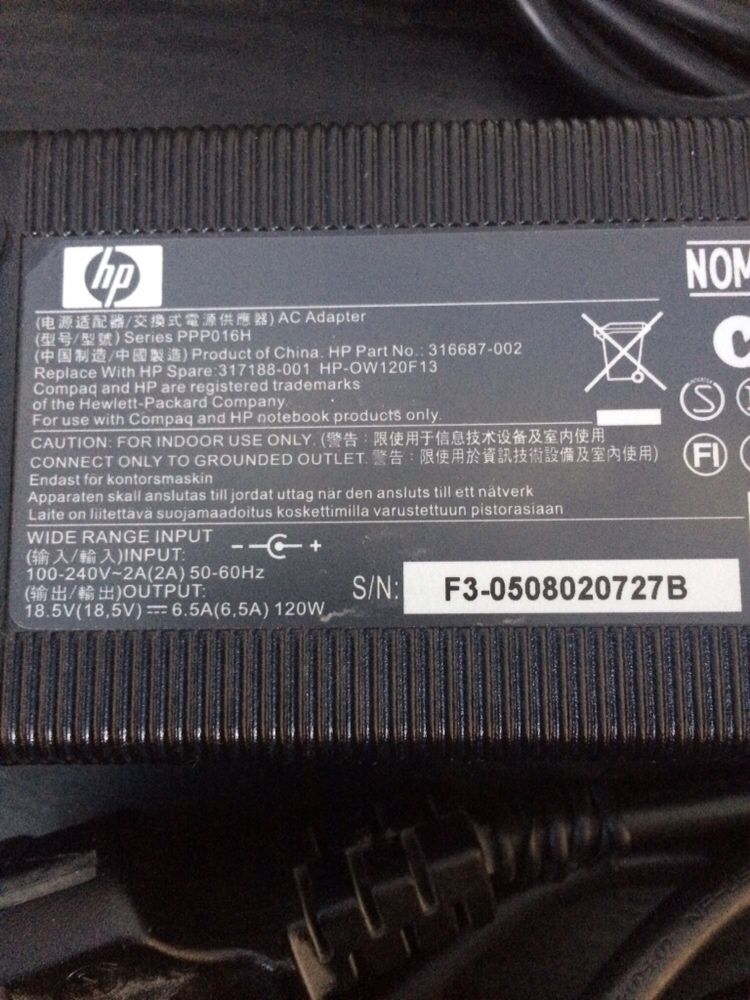 hp
NOM
(电源适配器/交換式電源供應器) AC Adapter
(型号/型號) Series PPP016H
(中国制造/中國製造) Product of China. HP Part No.: 316687-002
Replace With HP Spare:317188-001 HP-OW120F13
Compaq and HP are registered trademarks
of the Hewlett-Packard Company.
For use with Compaq and HP notebook products only.
S
CAUTION: FOR INDOOR USE ONLY. (警告：限使用于信息技术设备及室内使用
CONNECT ONLY TO GROUNDED OUTLET. 警告：限使用於資訊技術設備及室內使用)
FI
Endast for kontorsmaskin
Apparaten skall anslutas till jordat uttag när den ansluts till ett nätverk
Laite on liitettävä suojamaadoitus koskettimilla varustettuun pistorasiaan
WIDE RANGE INPUT
(输入/輸入)INPUT:
100-240V~2A(2A) 50-60Hz
(输出/輸出)OUTPUT:
18.5V(18,5V) ⎓ 6.5A(6,5A) 120W
S/N: F3-0508020727B